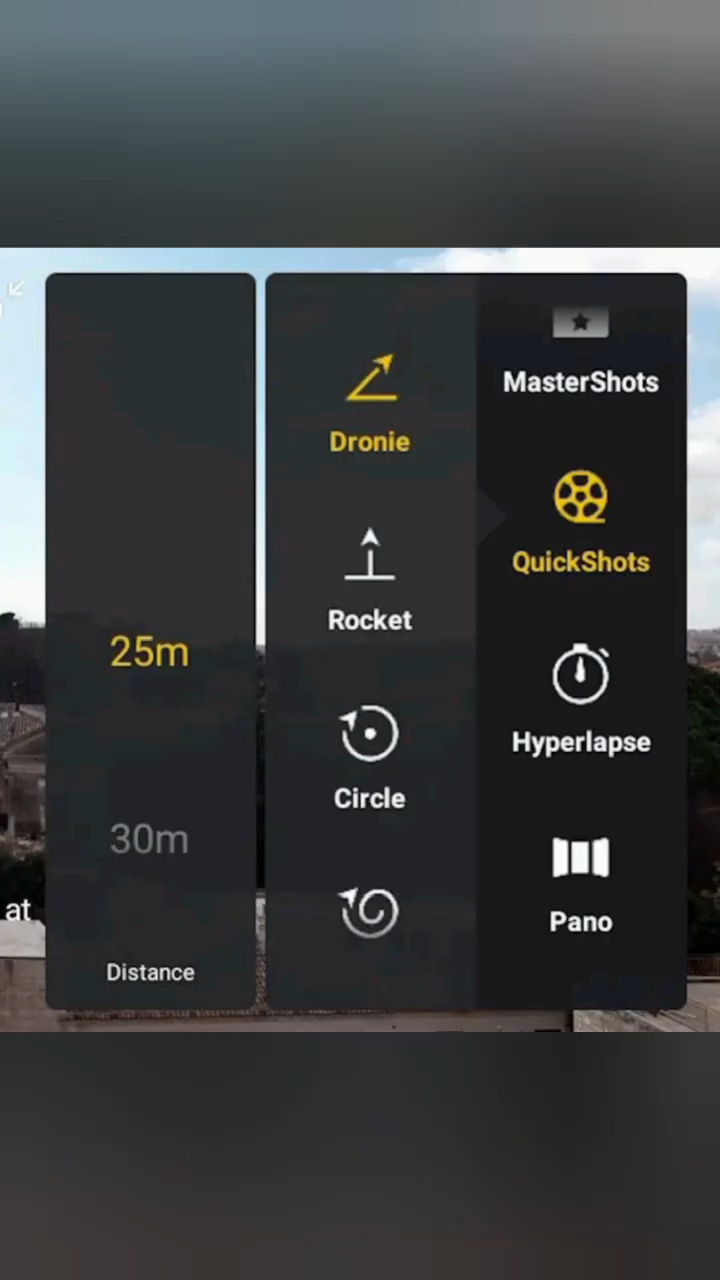 MasterShots
Dronie
QuickShots
Rocket
25m
Hyperlapse
Circle
30m
at
Pano
Distance